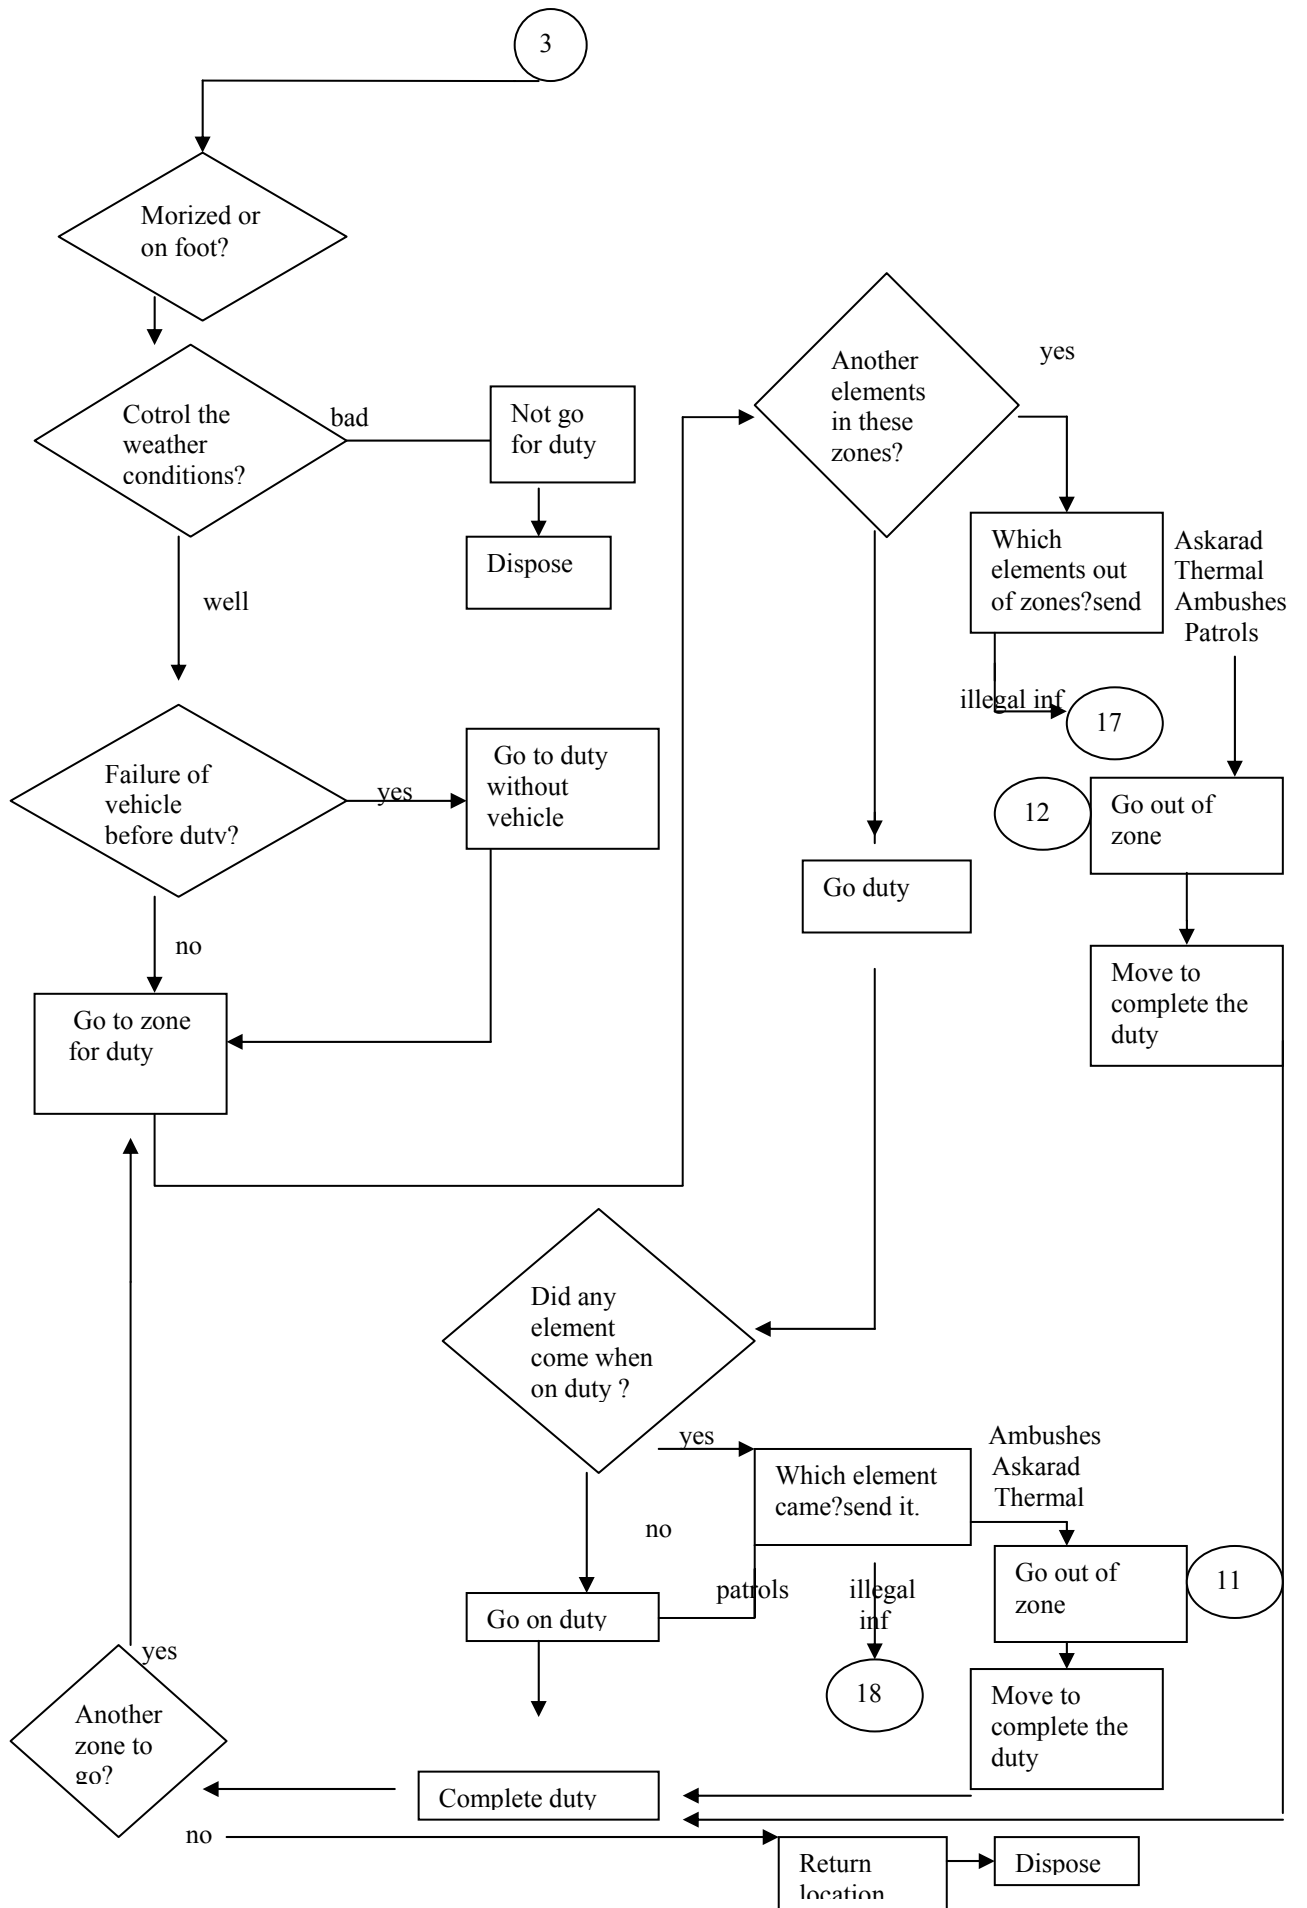 3
Morized or
on foot?
Cotrol the
weather
conditions?
bad
Not go
for duty
Dispose
well
Failure of
vehicle
before duty?
yes
Go to duty
without
vehicle
no
Go to zone
for duty
Another
elements
in these
zones?
yes
Which
elements out
of zones?send
Askarad
Thermal
Ambushes
Patrols
illegal inf
17
12
Go out of
zone
Go duty
Move to
complete the
duty
Did any
element
come when
on duty ?
yes
Which element
came?send it.
Ambushes
Askarad
Thermal
no
patrols
illegal
inf
Go out of
zone
11
Go on duty
18
Move to
complete the
duty
yes
Another
zone to
go?
Complete duty
no
Return
location
Dispose